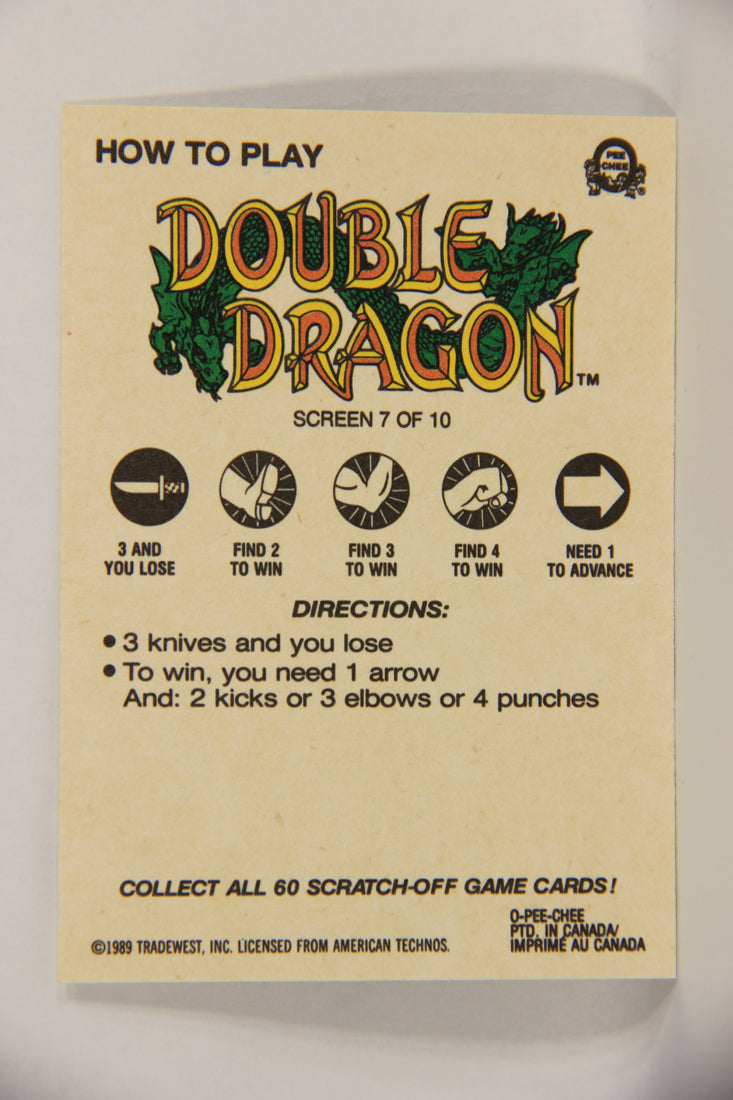 HOW TO PLAY
PEE
CHEE
®
DOUBLE
DRAGON™
SCREEN 7 OF 10
3 AND
YOU LOSE
FIND 2
TO WIN
FIND 3
TO WIN
FIND 4
TO WIN
NEED 1
TO ADVANCE
DIRECTIONS:
• 3 knives and you lose
• To win, you need 1 arrow
And: 2 kicks or 3 elbows or 4 punches
COLLECT ALL 60 SCRATCH-OFF GAME CARDS!
©1989 TRADEWEST, INC. LICENSED FROM AMERICAN TECHNOS.
O-PEE-CHEE
PTD. IN CANADA/
IMPRIMÉ AU CANADA